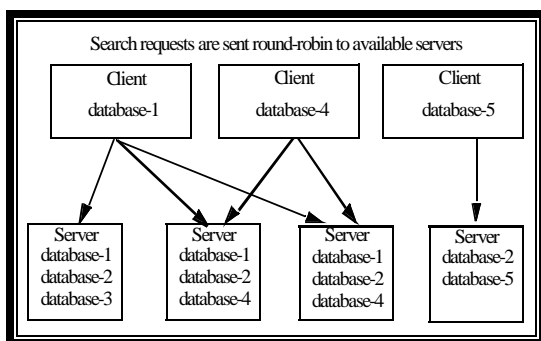 Search requests are sent round-robin to available servers
Client
database-1
Client
database-4
Client
database-5
Server
database-1
database-2
database-3
Server
database-1
database-2
database-4
Server
database-1
database-2
database-4
Server
database-2
database-5